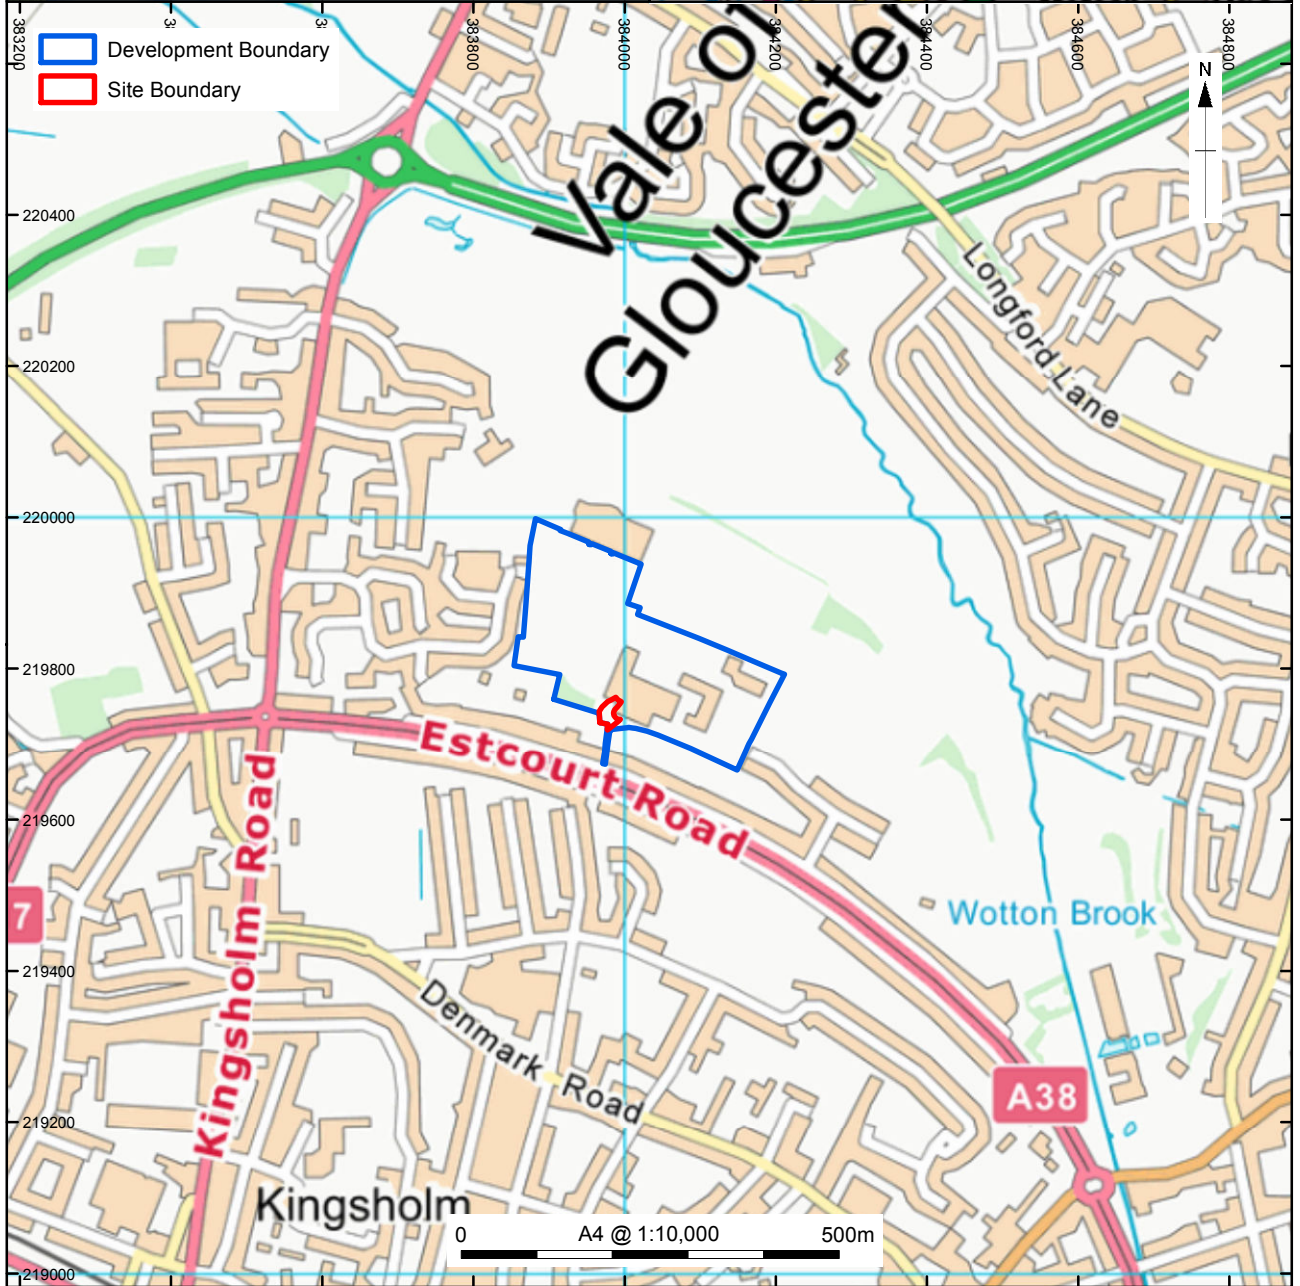 383200
383800
384000
384200
384400
384600
384800
Development Boundary
Site Boundary
N
Vale of
Gloucester
220400
220200
220000
219800
219600
219400
219200
219000
Longford Lane
Estcourt Road
Kingsholm Road
7
Wotton Brook
Denmark Road
A38
Kingsholm
0 A4 @ 1:10,000 500m